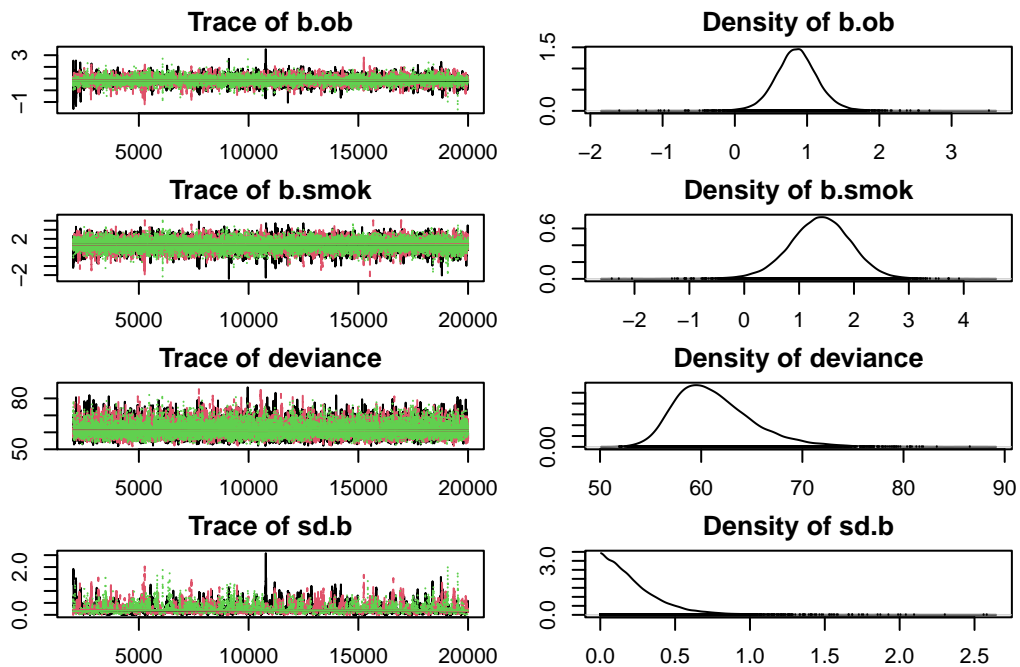 Trace of b.ob
3
−1
5000 10000 15000 20000
Density of b.ob
1.5
0.0
−2 −1 0 1 2 3
Trace of b.smok
2
−2
5000 10000 15000 20000
Density of b.smok
0.6
0.0
−2 −1 0 1 2 3 4
Trace of deviance
80
50
5000 10000 15000 20000
Density of deviance
0.00
50 60 70 80 90
Trace of sd.b
2.0
0.0
5000 10000 15000 20000
Density of sd.b
3.0
0.0
0.0 0.5 1.0 1.5 2.0 2.5